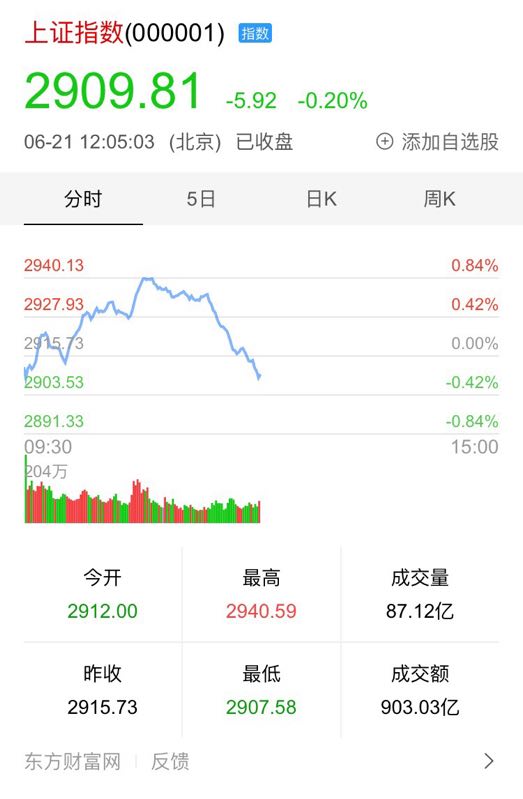 上证指数(000001) 指数
2909.81 -5.92 -0.20%
06-21 12:05:03 (北京) 已收盘 添加自选股
分时 5日 日K 周K
2940.13 0.84%
2927.93 0.42%
2915.73 0.00%
2903.53 -0.42%
2891.33 -0.84%
09:30 15:00
204万
今开 最高 成交量
2912.00 2940.59 87.12亿
昨收 最低 成交额
2915.73 2907.58 903.03亿
东方财富网 反馈